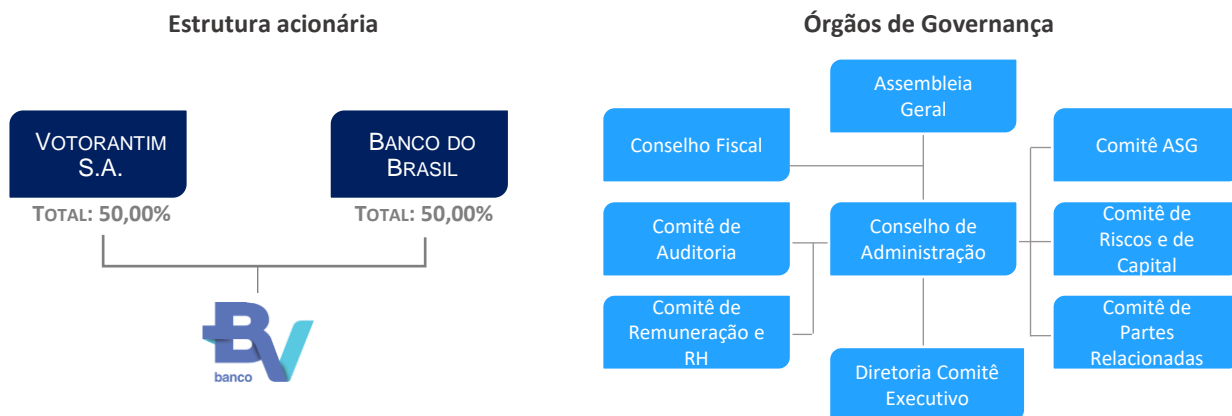 Estrutura acionária
VOTORANTIM
S.A.
TOTAL: 50,00%
BANCO DO
BRASIL
TOTAL: 50,00%
BV
banco
Órgãos de Governança
Assembleia
Geral
Conselho Fiscal
Comitê ASG
Comitê de
Auditoria
Conselho de
Administração
Comitê de
Riscos e de
Capital
Comitê de
Remuneração e
RH
Comitê de
Partes
Relacionadas
Diretoria Comitê
Executivo